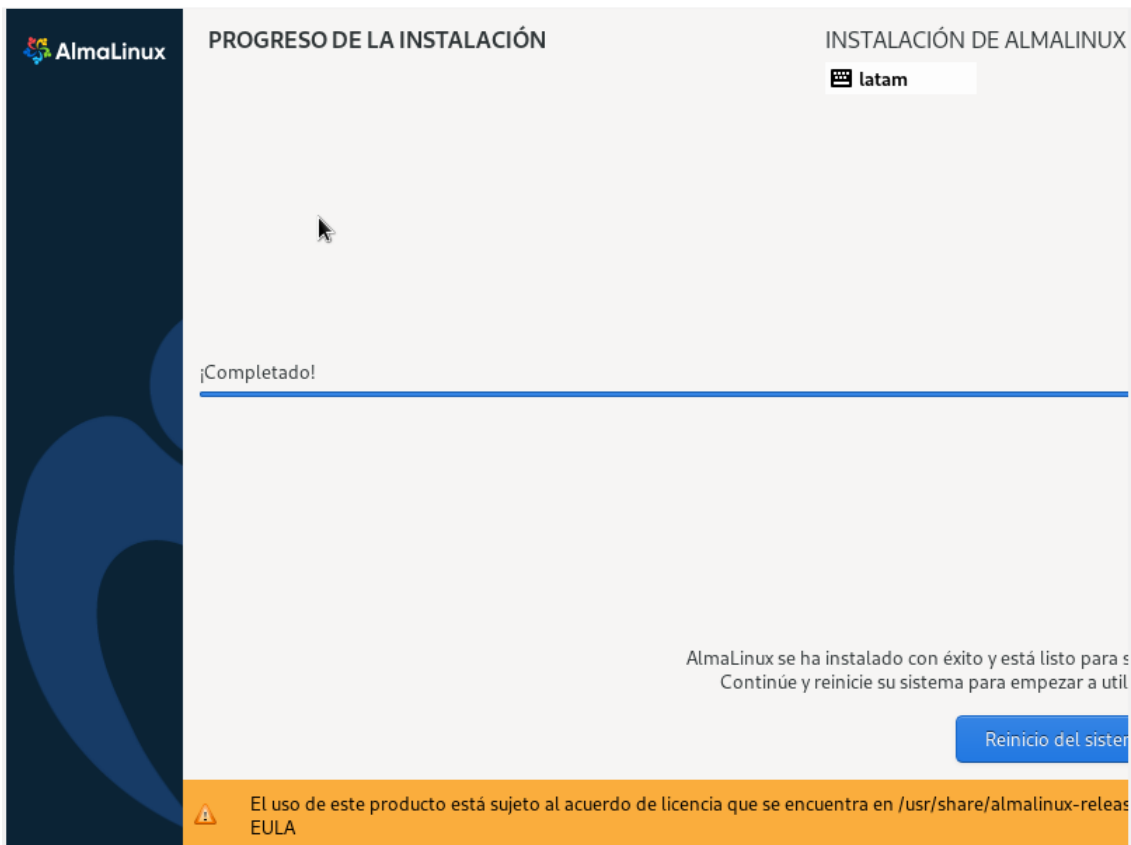 AlmaLinux
PROGRESO DE LA INSTALACIÓN
INSTALACIÓN DE ALMALINUX
latam
¡Completado!
AlmaLinux se ha instalado con éxito y está listo para s
Continúe y reinicie su sistema para empezar a util
Reinicio del sister
El uso de este producto está sujeto al acuerdo de licencia que se encuentra en /usr/share/almalinux-releas
EULA